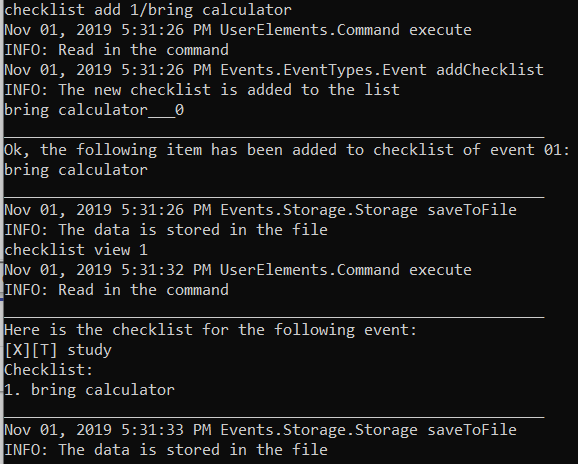 checklist add 1/bring calculator
Nov 01, 2019 5:31:26 PM UserElements.Command execute
INFO: Read in the command
Nov 01, 2019 5:31:26 PM Events.EventTypes.Event addChecklist
INFO: The new checklist is added to the list
bring calculator___0
____________________________________________________________
Ok, the following item has been added to checklist of event 01:
bring calculator
____________________________________________________________
Nov 01, 2019 5:31:26 PM Events.Storage.Storage saveToFile
INFO: The data is stored in the file
checklist view 1
Nov 01, 2019 5:31:32 PM UserElements.Command execute
INFO: Read in the command
____________________________________________________________
Here is the checklist for the following event:
[X][T] study
Checklist:
1. bring calculator
____________________________________________________________
Nov 01, 2019 5:31:33 PM Events.Storage.Storage saveToFile
INFO: The data is stored in the file